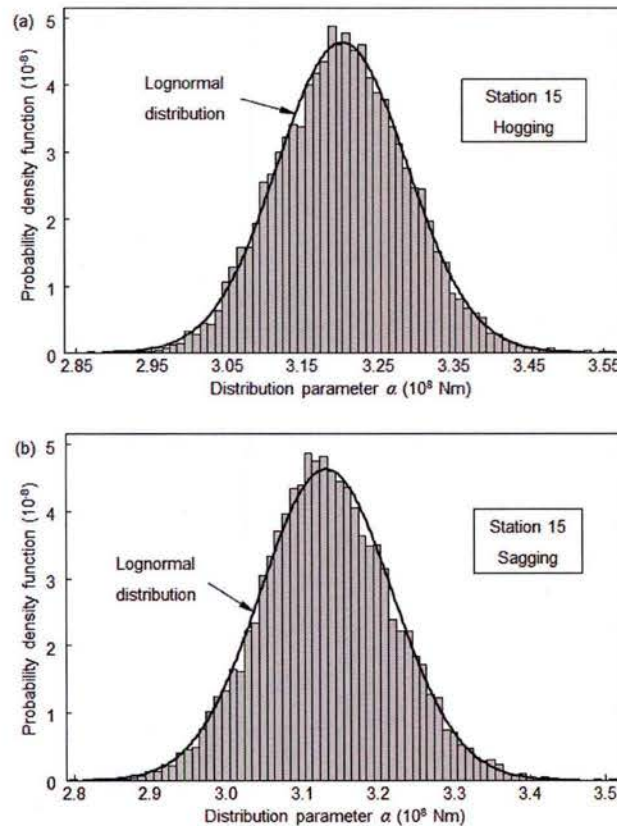 (a)
Probability density function (10⁻⁸)
5
4
3
2
1
0
Lognormal
distribution
Station 15
Hogging
2.85 2.95 3.05 3.15 3.25 3.35 3.45 3.55
Distribution parameter α (10⁸ Nm)
(b)
Probability density function (10⁻⁸)
5
4
3
2
1
0
Lognormal
distribution
Station 15
Sagging
2.8 2.9 3.0 3.1 3.2 3.3 3.4 3.5
Distribution parameter α (10⁸ Nm)